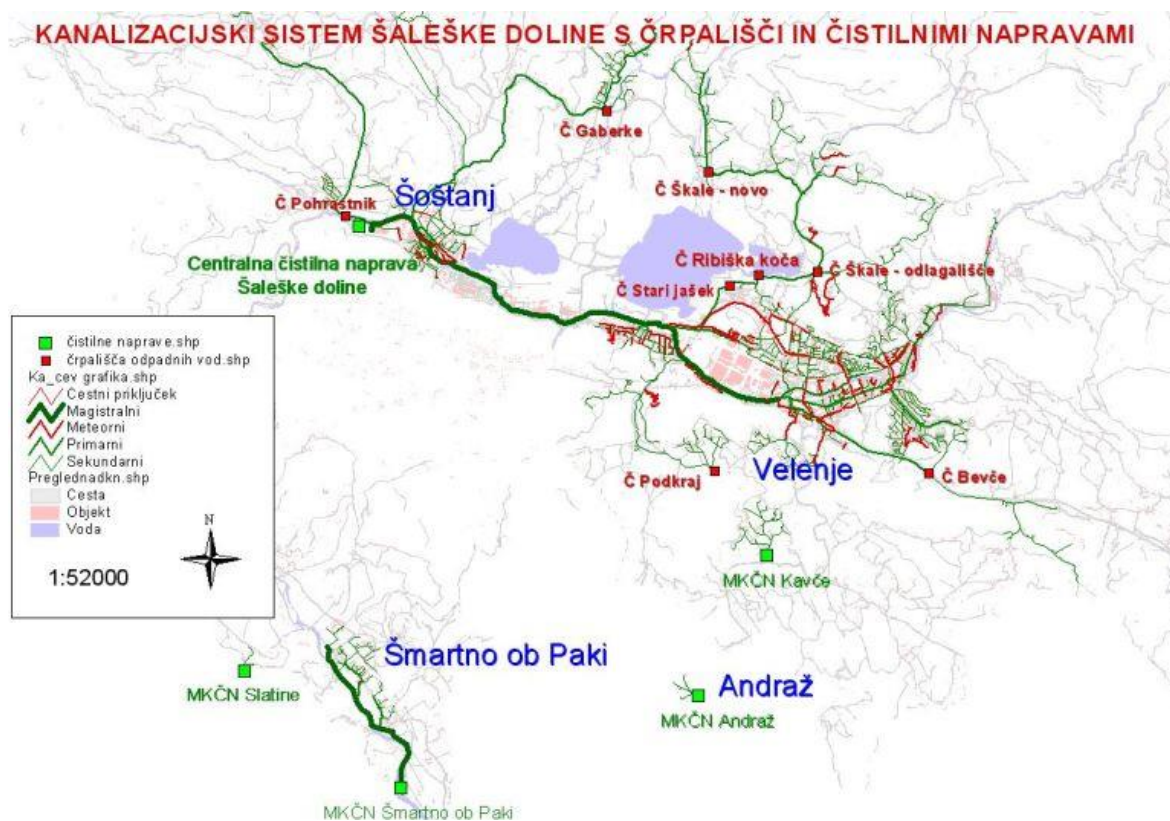 KANALIZACIJSKI SISTEM ŠALEŠKE DOLINE S ČRPALIŠČI IN ČISTILNIMI NAPRAVAMI
Č Gaberke
Č Škale - novo
Č Pohrastnik
Šoštanj
Centralna čistilna naprava
Šaleške doline
Č Ribiška koča
Č Škale - odlagališče
Č Stari jašek
čistilne naprave.shp
črpališča odpadnih vod.shp
Ka_cev grafika.shp
Cestni priključek
Magistralni
Meteorni
Primarni
Sekundarni
Preglednadkn.shp
Cesta
Objekt
Voda
N
1:52000
Č Podkraj
Velenje
Č Bevče
MKČN Kavče
Šmartno ob Paki
MKČN Slatine
Andraž
MKČN Andraž
MKČN Šmartno ob Paki